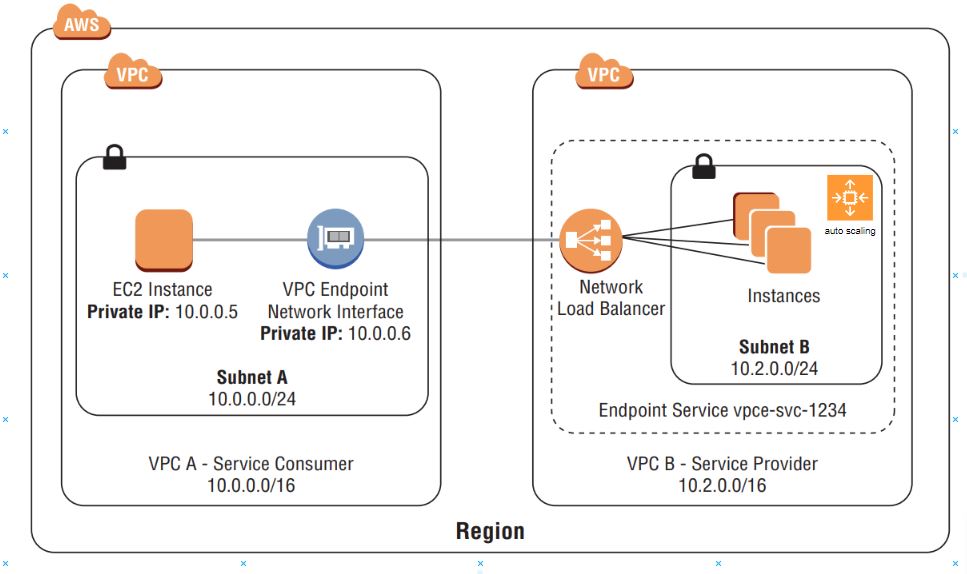 AWS
VPC
VPC
auto scaling
EC2 Instance
Private IP: 10.0.0.5
VPC Endpoint
Network Interface
Private IP: 10.0.0.6
Network
Load Balancer
Instances
Subnet A
10.0.0.0/24
Subnet B
10.2.0.0/24
Endpoint Service vpce-svc-1234
VPC A - Service Consumer
10.0.0.0/16
VPC B - Service Provider
10.2.0.0/16
Region